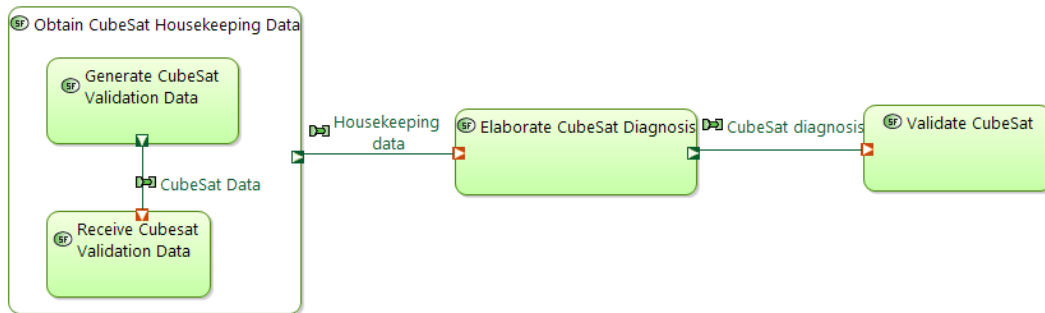 SF Obtain CubeSat Housekeeping Data
SF Generate CubeSat
Validation Data
CubeSat Data
SF Receive Cubesat
Validation Data
Housekeeping
data
SF Elaborate CubeSat Diagnosis
CubeSat diagnosis
SF Validate CubeSat